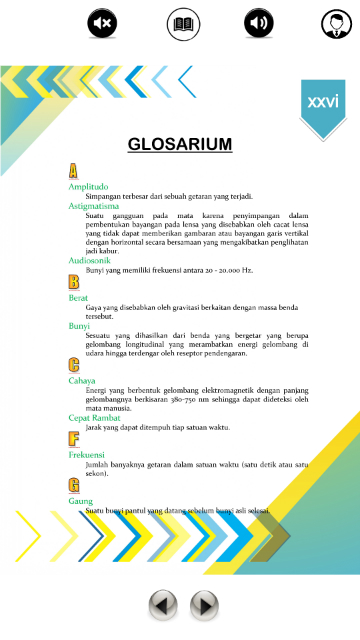 xxvi
GLOSARIUM
A
Amplitudo
Simpangan terbesar dari sebuah getaran yang terjadi.
Astigmatisma
Suatu gangguan pada mata karena penyimpangan dalam
pembentukan bayangan pada lensa yang disebabkan oleh cacat lensa
yang tidak dapat memberikan gambaran atau bayangan garis vertikal
dengan horizontal secara bersamaan yang mengakibatkan penglihatan
jadi kabur.
Audiosonik
Bunyi yang memiliki frekuensi antara 20 - 20.000 Hz.
B
Berat
Gaya yang disebabkan oleh gravitasi berkaitan dengan massa benda
tersebut.
Bunyi
Sesuatu yang dihasilkan dari benda yang bergetar yang berupa
gelombang longitudinal yang merambatkan energi gelombang di
udara hingga terdengar oleh reseptor pendengaran.
C
Cahaya
Energi yang berbentuk gelombang elektromagnetik dengan panjang
gelombangnya berkisaran 380-750 nm sehingga dapat dideteksi oleh
mata manusia.
Cepat Rambat
Jarak yang dapat ditempuh tiap satuan waktu.
F
Frekuensi
Jumlah banyaknya getaran dalam satuan waktu (satu detik atau satu
sekon).
G
Gaung
Suatu bunyi pantul yang datang sebelum bunyi asli selesai.